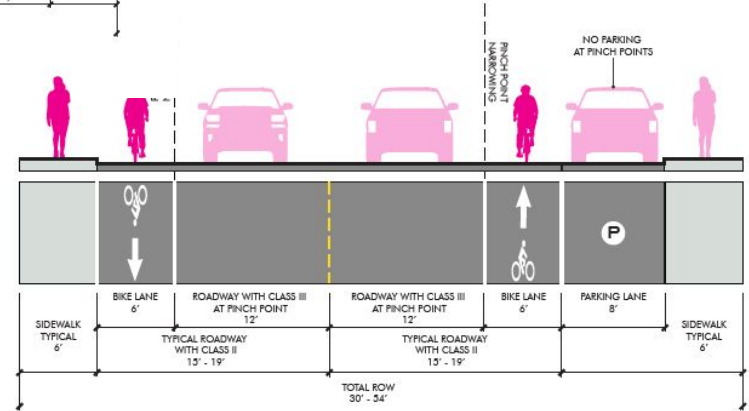 NO PARKING
AT PINCH POINTS
PINCH POINT
NARROWING
P
BIKE LANE
6'
ROADWAY WITH CLASS III
AT PINCH POINT
12'
ROADWAY WITH CLASS III
AT PINCH POINT
12'
BIKE LANE
6'
PARKING LANE
8'
SIDEWALK
TYPICAL
6'
TYPICAL ROADWAY
WITH CLASS II
15' - 19'
TYPICAL ROADWAY
WITH CLASS II
15' - 19'
SIDEWALK
TYPICAL
6'
TOTAL ROW
30' - 54'